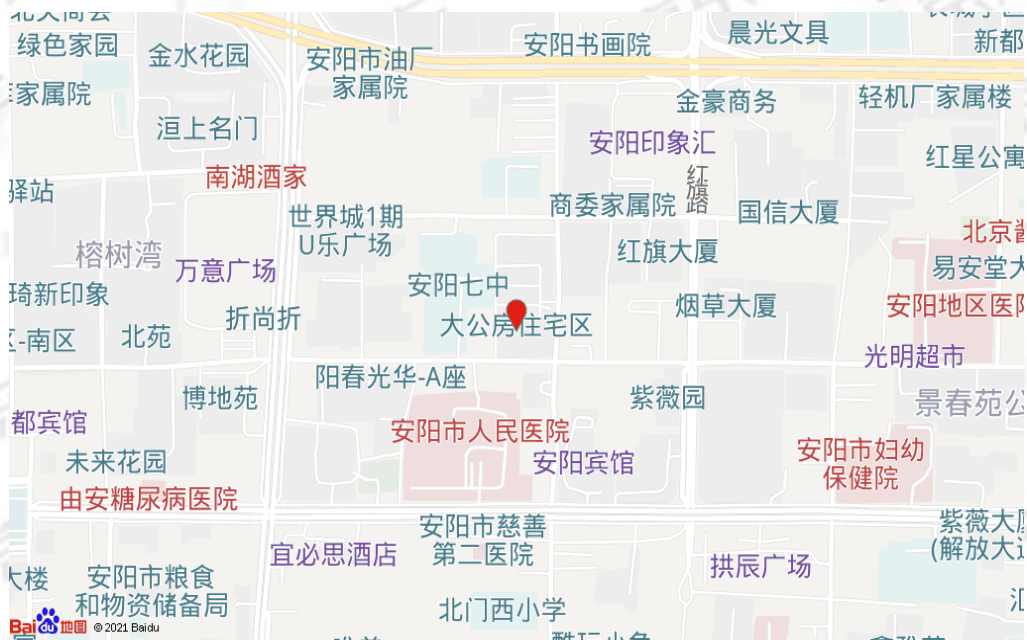 绿色家园
金水花园
安阳市油厂
家属院
安阳书画院
晨光文具
新都
家属院
洹上名门
金豪商务
轻机厂家属楼
安阳印象汇
红星公寓
驿站
南湖酒家
红旗路
世界城1期
U乐广场
商委家属院
国信大厦
北京酱
榕树湾
万意广场
红旗大厦
易安堂大
琦新印象
安阳七中
烟草大厦
安阳地区医院
区-南区
北苑
折尚折
大公房住宅区
光明超市
阳春光华-A座
博地苑
紫薇园
景春苑公
都宾馆
安阳市人民医院
安阳宾馆
安阳市妇幼
保健院
未来花园
由安糖尿病医院
安阳市慈善
第二医院
紫薇大厦
(解放大道
宜必思酒店
拱辰广场
大楼
安阳市粮食
和物资储备局
北门西小学
汇
Bai du 地图 © 2021 Baidu